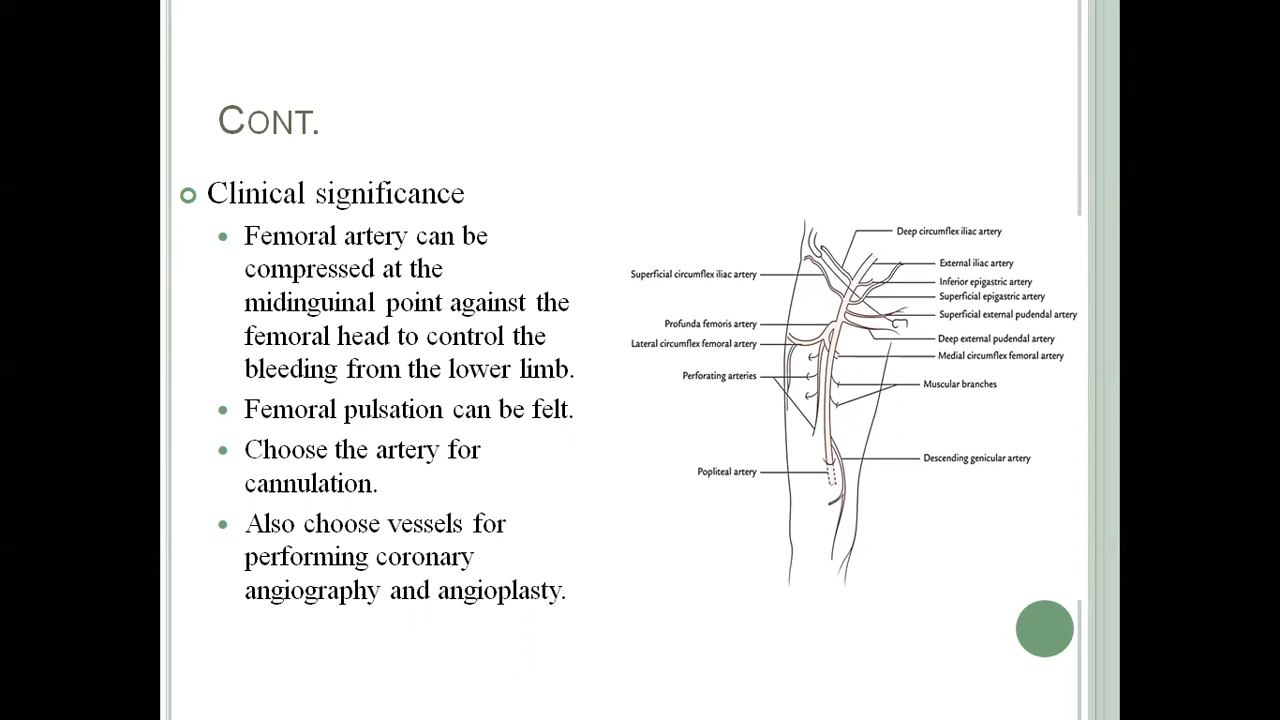 CONT.
Clinical significance
Femoral artery can be
compressed at the
midinguinal point against the
femoral head to control the
bleeding from the lower limb.
Femoral pulsation can be felt.
Choose the artery for
cannulation.
Also choose vessels for
performing coronary
angiography and angioplasty.
Deep circumflex iliac artery
External iliac artery
Superficial circumflex iliac artery
Inferior epigastric artery
Superficial epigastric artery
Superficial external pudendal artery
Profunda femoris artery
Deep external pudendal artery
Lateral circumflex femoral artery
Medial circumflex femoral artery
Perforating arteries
Muscular branches
Descending genicular artery
Popliteal artery